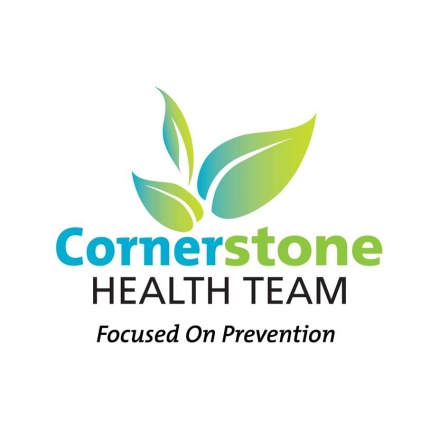 Cornerstone
HEALTH TEAM
Focused On Prevention